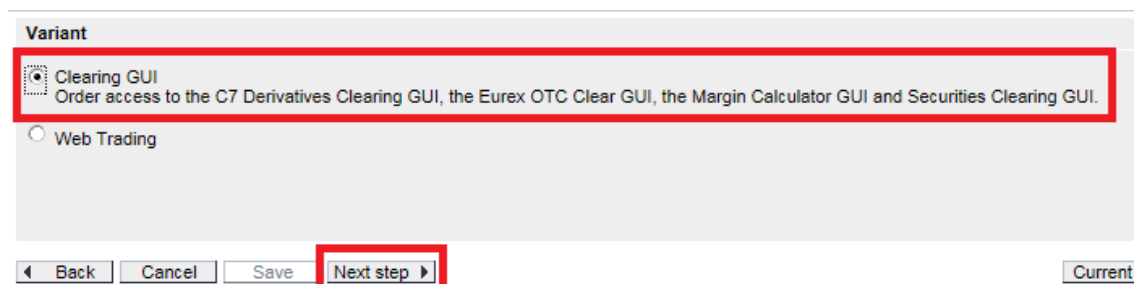 Variant
Clearing GUI
Order access to the C7 Derivatives Clearing GUI, the Eurex OTC Clear GUI, the Margin Calculator GUI and Securities Clearing GUI.
Web Trading
Back Cancel Save Next step Current